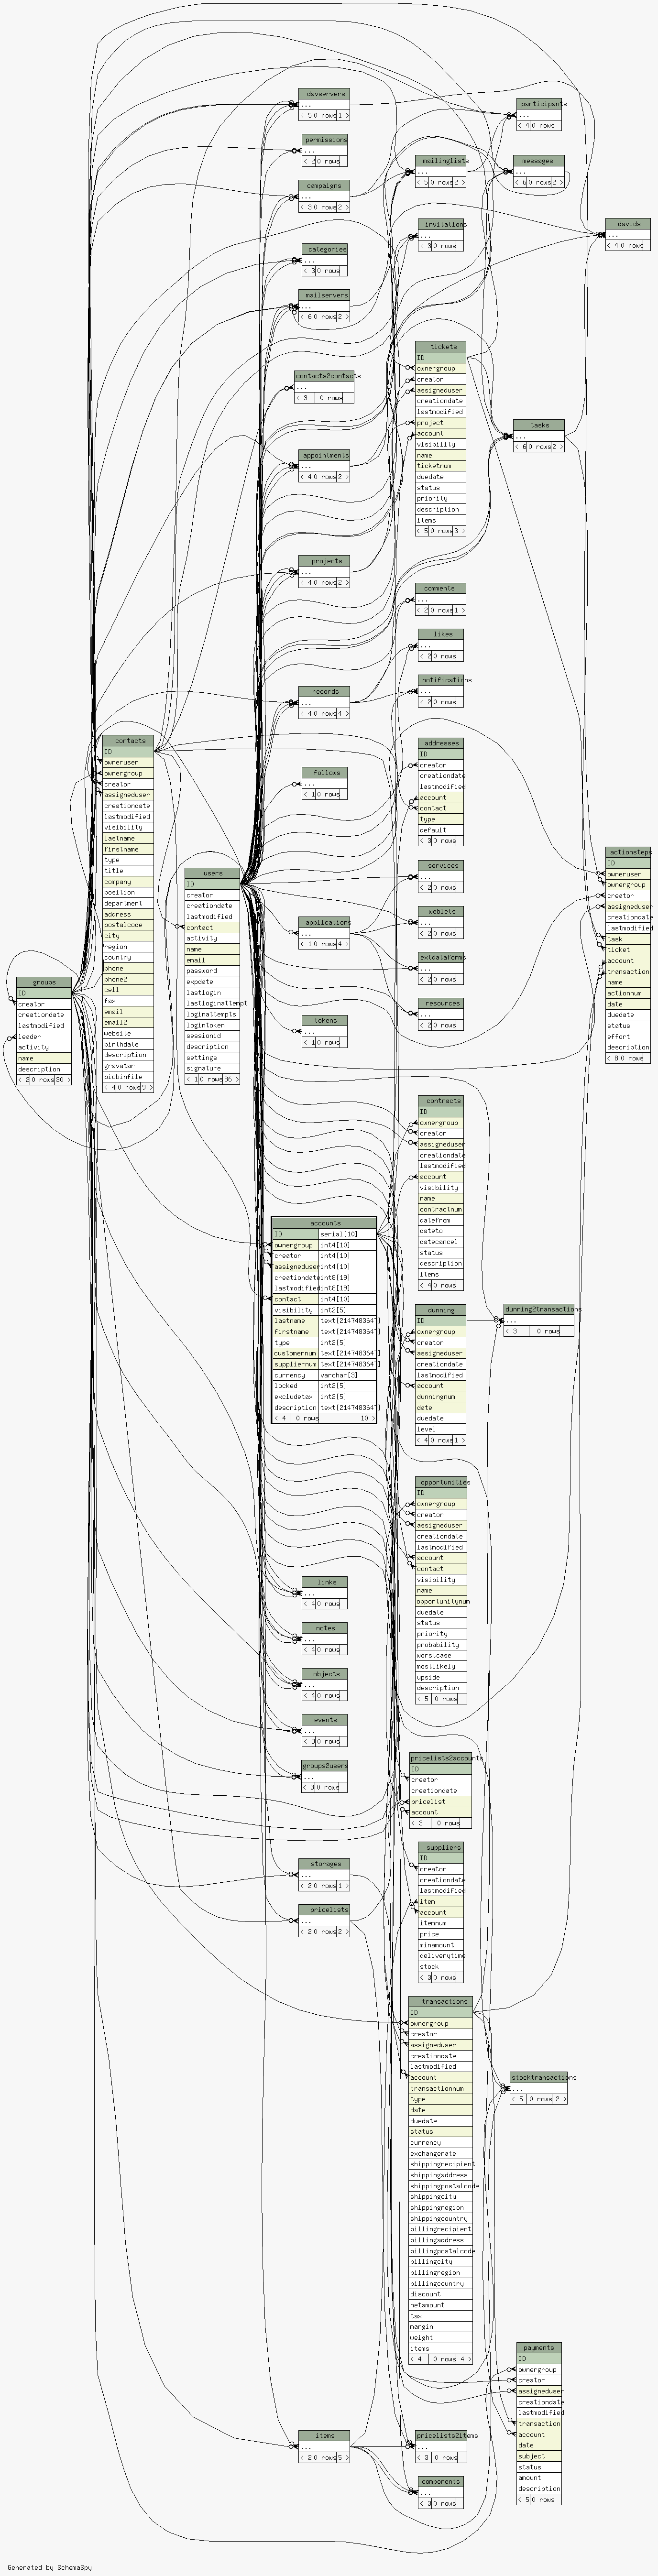 davservers
...
< 5 0 rows 1 >
permissions
...
< 2 0 rows
campaigns
...
< 3 0 rows 2 >
categories
...
< 3 0 rows
mailservers
...
< 6 0 rows 2 >
contacts2contacts
...
< 3 0 rows
appointments
...
< 4 0 rows 2 >
projects
...
< 4 0 rows 2 >
records
...
< 4 0 rows 4 >
follows
...
< 1 0 rows
applications
...
< 1 0 rows 4 >
tokens
...
< 1 0 rows
participants
...
< 4 0 rows
mailinglists
...
< 5 0 rows 2 >
messages
...
< 6 0 rows 2 >
invitations
...
< 3 0 rows
davids
...
< 4 0 rows
tickets
ID
ownergroup
creator
assigneduser
creationdate
lastmodified
project
account
visibility
name
ticketnum
duedate
status
priority
description
items
< 5 0 rows 3 >
tasks
...
< 6 0 rows 2 >
comments
...
< 2 0 rows 1 >
likes
...
< 2 0 rows
notifications
...
< 2 0 rows
addresses
ID
creator
creationdate
lastmodified
account
contact
type
default
< 3 0 rows
services
...
< 2 0 rows
weblets
...
< 2 0 rows
extdataforms
...
< 2 0 rows
resources
...
< 2 0 rows
contacts
ID
owneruser
ownergroup
creator
assigneduser
creationdate
lastmodified
visibility
lastname
firstname
type
title
company
position
department
address
postalcode
city
region
country
phone
phone2
cell
fax
email
email2
website
birthdate
description
gravatar
picbinfile
< 4 0 rows 9 >
users
ID
creator
creationdate
lastmodified
contact
activity
name
email
password
expdate
lastlogin
lastloginattempt
loginattempts
logintoken
sessionid
description
settings
signature
< 1 0 rows 86 >
groups
ID
creator
creationdate
lastmodified
leader
activity
name
description
< 2 0 rows 30 >
actionsteps
ID
owneruser
ownergroup
creator
assigneduser
creationdate
lastmodified
task
ticket
account
transaction
name
actionnum
date
duedate
status
effort
description
< 8 0 rows
contracts
ID
ownergroup
creator
assigneduser
creationdate
lastmodified
account
visibility
name
contractnum
datefrom
dateto
datecancel
status
description
items
< 4 0 rows
accounts
ID serial[10]
ownergroup int4[10]
creator int4[10]
assigneduser int4[10]
creationdate int8[19]
lastmodified int8[19]
contact int4[10]
visibility int2[5]
lastname text[2147483647]
firstname text[2147483647]
type int2[5]
customernum text[2147483647]
suppliernum text[2147483647]
currency varchar[3]
locked int2[5]
excludetax int2[5]
description text[2147483647]
< 4 0 rows 10 >
dunning
ID
ownergroup
creator
assigneduser
creationdate
lastmodified
account
dunningnum
date
duedate
level
< 4 0 rows 1 >
dunning2transactions
...
< 3 0 rows
opportunities
ID
ownergroup
creator
assigneduser
creationdate
lastmodified
account
contact
visibility
name
opportunitynum
duedate
status
priority
probability
worstcase
mostlikely
upside
description
< 5 0 rows
links
...
< 4 0 rows
notes
...
< 4 0 rows
objects
...
< 4 0 rows
events
...
< 3 0 rows
groups2users
...
< 3 0 rows
storages
...
< 2 0 rows 1 >
pricelists
...
< 2 0 rows 2 >
pricelists2accounts
ID
creator
creationdate
pricelist
account
< 3 0 rows
suppliers
ID
creator
creationdate
lastmodified
item
account
itemnum
price
minamount
deliverytime
stock
< 3 0 rows
transactions
ID
ownergroup
creator
assigneduser
creationdate
lastmodified
account
transactionnum
type
date
duedate
status
currency
exchangerate
shippingrecipient
shippingaddress
shippingpostalcode
shippingcity
shippingregion
shippingcountry
billingrecipient
billingaddress
billingpostalcode
billingcity
billingregion
billingcountry
discount
netamount
tax
margin
weight
items
< 4 0 rows 4 >
stocktransactions
...
< 5 0 rows 2 >
payments
ID
ownergroup
creator
assigneduser
creationdate
lastmodified
transaction
account
date
subject
status
amount
description
< 5 0 rows
items
...
< 2 0 rows 5 >
pricelists2items
...
< 3 0 rows
components
...
< 3 0 rows
Generated by SchemaSpy